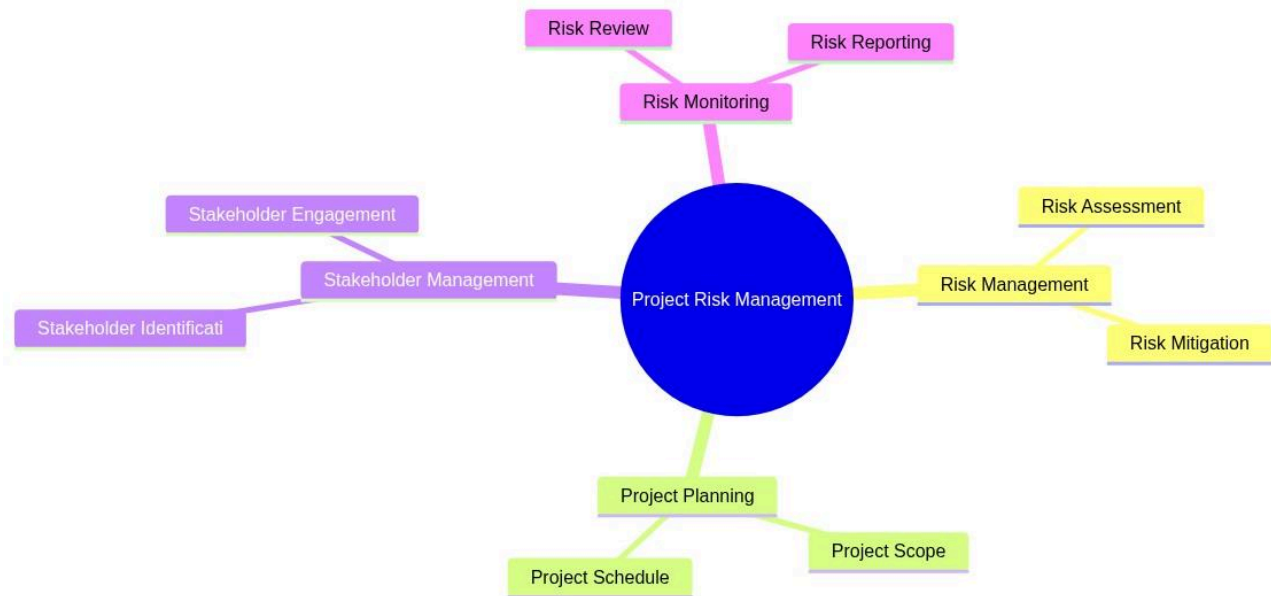 Risk Review
Risk Reporting
Risk Monitoring
Stakeholder Engagement
Risk Assessment
Stakeholder Management
Project Risk Management
Risk Management
Stakeholder Identificati
Risk Mitigation
Project Planning
Project Scope
Project Schedule